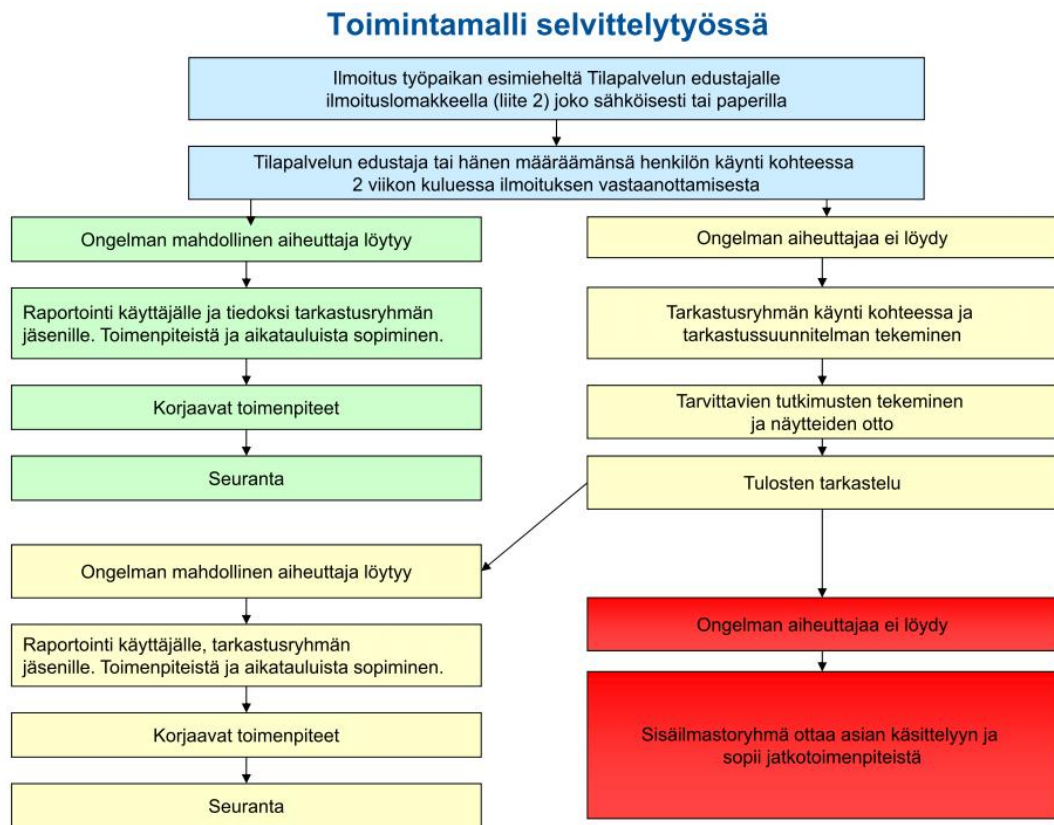 Toimintamalli selvittelytyössä
Ilmoitus työpaikan esimieheltä Tilapalvelun edustajalle
ilmoituslomakkeella (liite 2) joko sähköisesti tai paperilla
Tilapalvelun edustaja tai hänen määräämänsä henkilön käynti kohteessa
2 viikon kuluessa ilmoituksen vastaanottamisesta
Ongelman mahdollinen aiheuttaja löytyy
Raportointi käyttäjälle ja tiedoksi tarkastusryhmän
jäsenille. Toimenpiteistä ja aikatauluista sopiminen.
Korjaavat toimenpiteet
Seuranta
Ongelman aiheuttajaa ei löydy
Tarkastusryhmän käynti kohteessa ja
tarkastussuunnitelman tekeminen
Tarvittavien tutkimusten tekeminen
ja näytteiden otto
Tulosten tarkastelu
Ongelman mahdollinen aiheuttaja löytyy
Raportointi käyttäjälle, tarkastusryhmän
jäsenille. Toimenpiteistä ja aikatauluista sopiminen.
Korjaavat toimenpiteet
Seuranta
Ongelman aiheuttajaa ei löydy
Sisäilmastoryhmä ottaa asian käsittelyyn ja
sopii jatkotoimenpiteistä